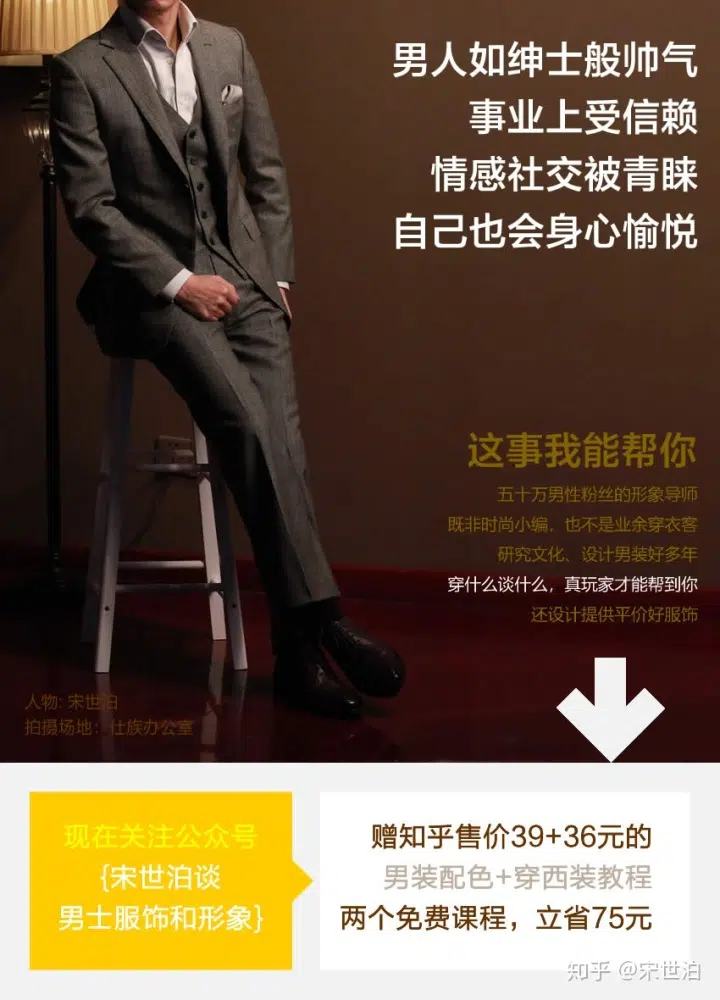 男人如绅士般帅气
事业上受信赖
情感社交被青睐
自己也会身心愉悦
这事我能帮你
五十万男性粉丝的形象导师
既非时尚小编，也不是业余穿衣客
研究文化、设计男装好多年
穿什么谈什么，真玩家才能帮到你
还设计提供平价好服饰
人物: 宋世泊
拍摄场地：仕族办公室
现在关注公众号
{宋世泊谈
男士服饰和形象}
赠知乎售价39+36元的
男装配色+穿西装教程
两个免费课程，立省75元
知乎 @宋世泊